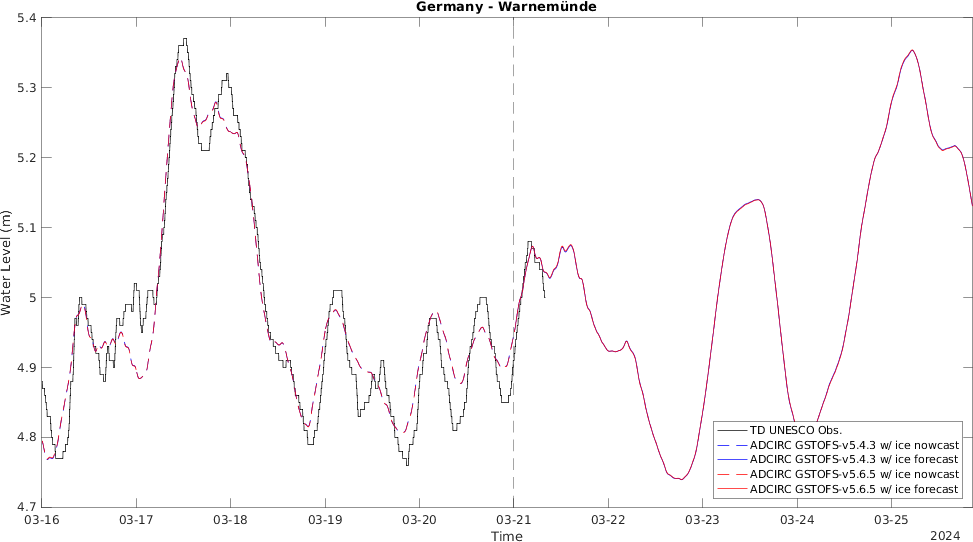 Germany - Warnemünde
5.4
5.3
5.2
5.1
5
4.9
4.8
4.7
Water Level (m)
TD UNESCO Obs.
ADCIRC GSTOFS-v5.4.3 w/ ice nowcast
ADCIRC GSTOFS-v5.4.3 w/ ice forecast
ADCIRC GSTOFS-v5.6.5 w/ ice nowcast
ADCIRC GSTOFS-v5.6.5 w/ ice forecast
03-16 03-17 03-18 03-19 03-20 03-21 03-22 03-23 03-24 03-25
Time
2024